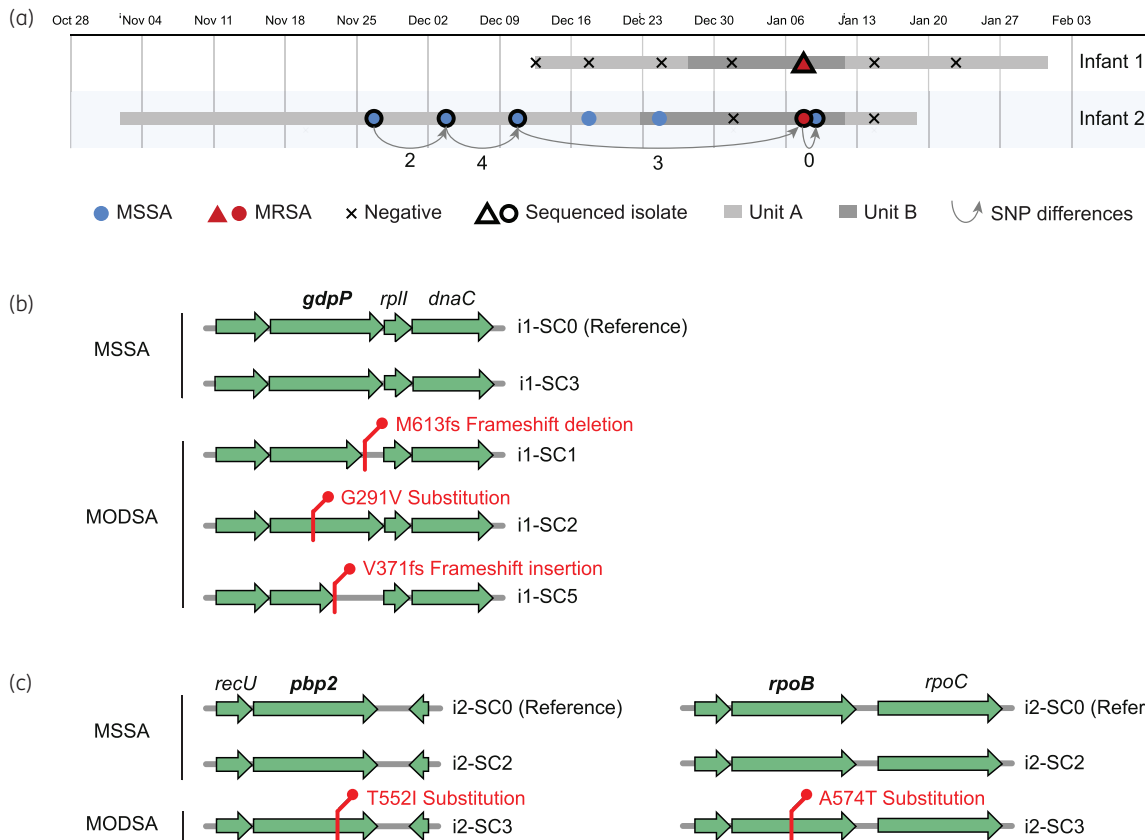 (a)
Oct 28 Nov 04 Nov 11 Nov 18 Nov 25 Dec 02 Dec 09 Dec 16 Dec 23 Dec 30 Jan 06 Jan 13 Jan 20 Jan 27 Feb 03
Infant 1
Infant 2
2 4 3 0
MSSA MRSA Negative Sequenced isolate Unit A Unit B SNP differences
(b)
gdpP rplI dnaC
MSSA
i1-SC0 (Reference)
i1-SC3
M613fs Frameshift deletion
i1-SC1
MODSA
G291V Substitution
i1-SC2
V371fs Frameshift insertion
i1-SC5
(c)
recU pbp2 rpoB rpoC
MSSA
i2-SC0 (Reference) i2-SC0 (Refer
i2-SC2 i2-SC2
T552I Substitution A574T Substitution
MODSA
i2-SC3 i2-SC3